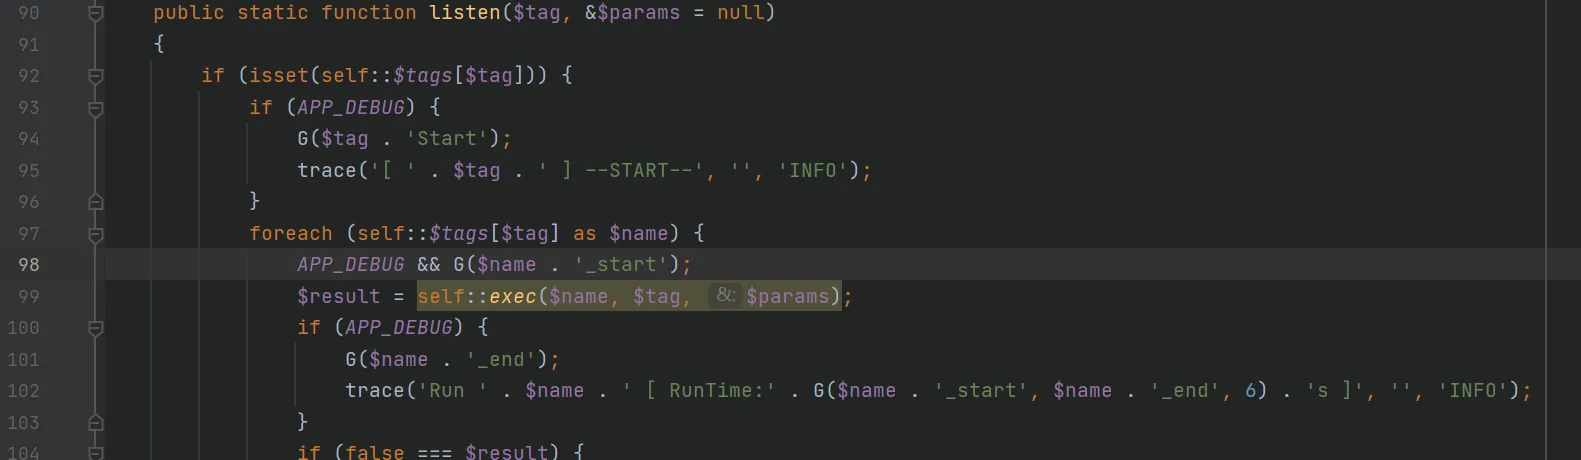 90 public static function listen($tag, &$params = null)
91 {
92 if (isset(self::$tags[$tag])) {
93 if (APP_DEBUG) {
94 G($tag . 'Start');
95 trace('[ ' . $tag . ' ] --START--', '', 'INFO');
96 }
97 foreach (self::$tags[$tag] as $name) {
98 APP_DEBUG && G($name . '_start');
99 $result = self::exec($name, $tag, &: $params);
100 if (APP_DEBUG) {
101 G($name . '_end');
102 trace('Run ' . $name . ' [ RunTime:' . G($name . '_start', $name . '_end', 6) . 's ]', '', 'INFO');
103 }
104 if (false === $result) {